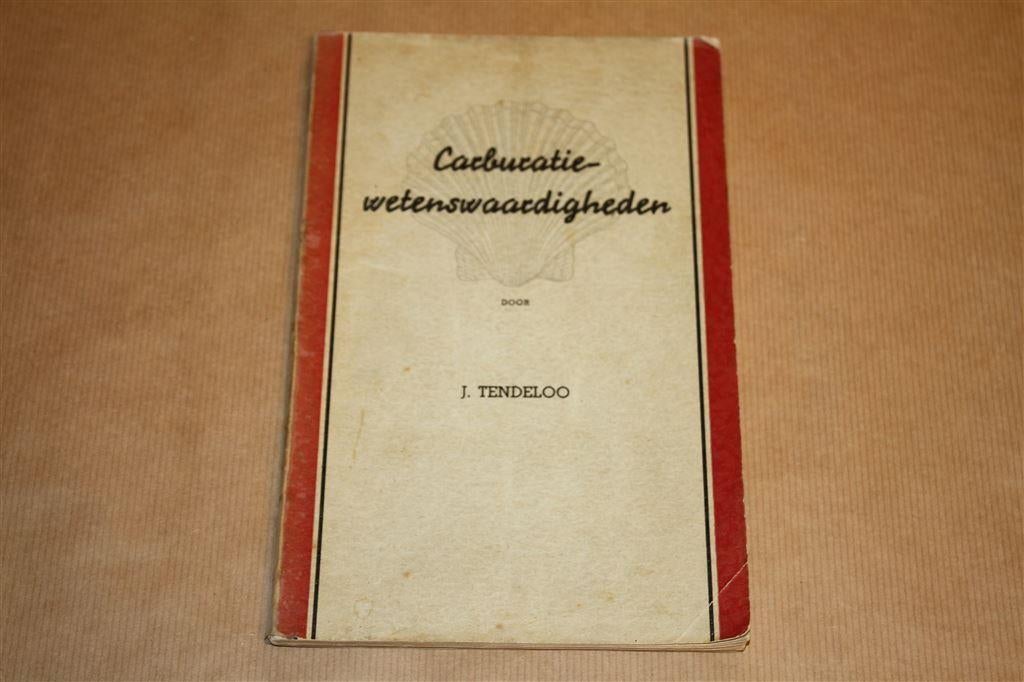 Carburatie-
wetenswaardigheden
DOOR
J. TENDELOO